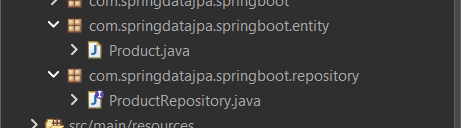 com.springdatajpa.springboot
com.springdatajpa.springboot.entity
Product.java
com.springdatajpa.springboot.repository
ProductRepository.java
src/main/resources